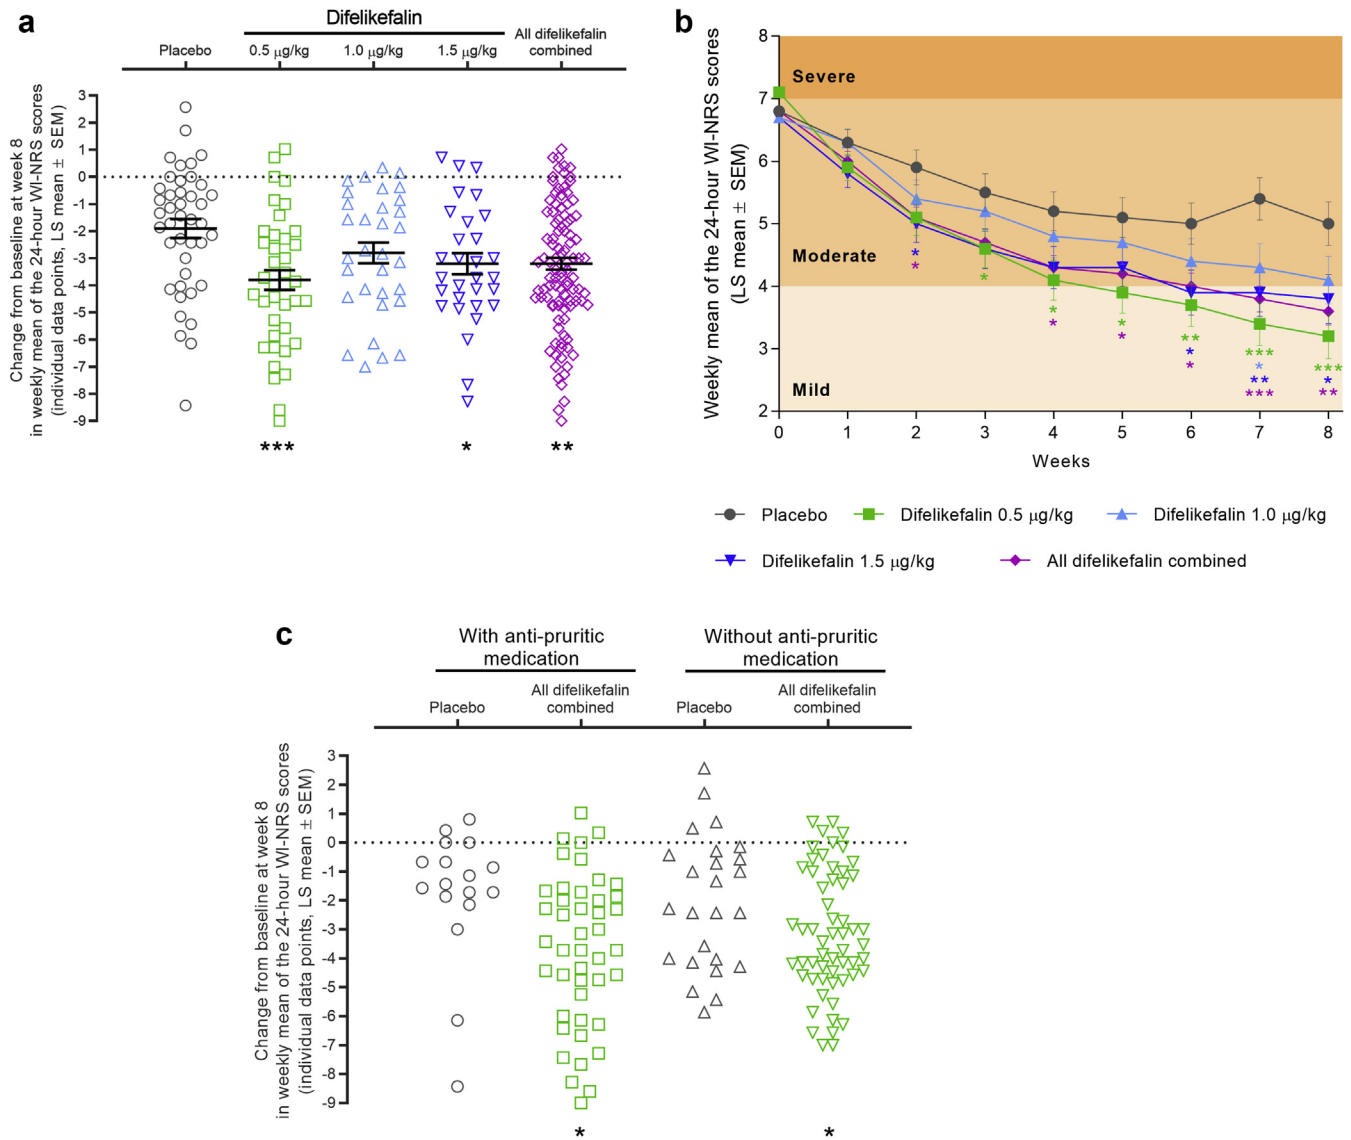 a
Difelikefalin
Placebo
0.5 μg/kg
1.0 μg/kg
1.5 μg/kg
All difelikefalin
combined
Change from baseline at week 8
in weekly mean of the 24-hour WI-NRS scores
(individual data points, LS mean ± SEM)
3
2
1
0
-1
-2
-3
-4
-5
-6
-7
-8
-9
***
*
**
b
Weekly mean of the 24-hour WI-NRS scores
(LS mean ± SEM)
8
7
6
5
4
3
2
Severe
Moderate
Mild
*
*
*
*
*
*
*
**
*
*
***
*
**
***
***
*
**
0 1 2 3 4 5 6 7 8
Weeks
Placebo
Difelikefalin 0.5 μg/kg
Difelikefalin 1.0 μg/kg
Difelikefalin 1.5 μg/kg
All difelikefalin combined
c
With anti-pruritic
medication
Without anti-pruritic
medication
Placebo
All difelikefalin
combined
Placebo
All difelikefalin
combined
Change from baseline at week 8
in weekly mean of the 24-hour WI-NRS scores
(individual data points, LS mean ± SEM)
3
2
1
0
-1
-2
-3
-4
-5
-6
-7
-8
-9
*
*